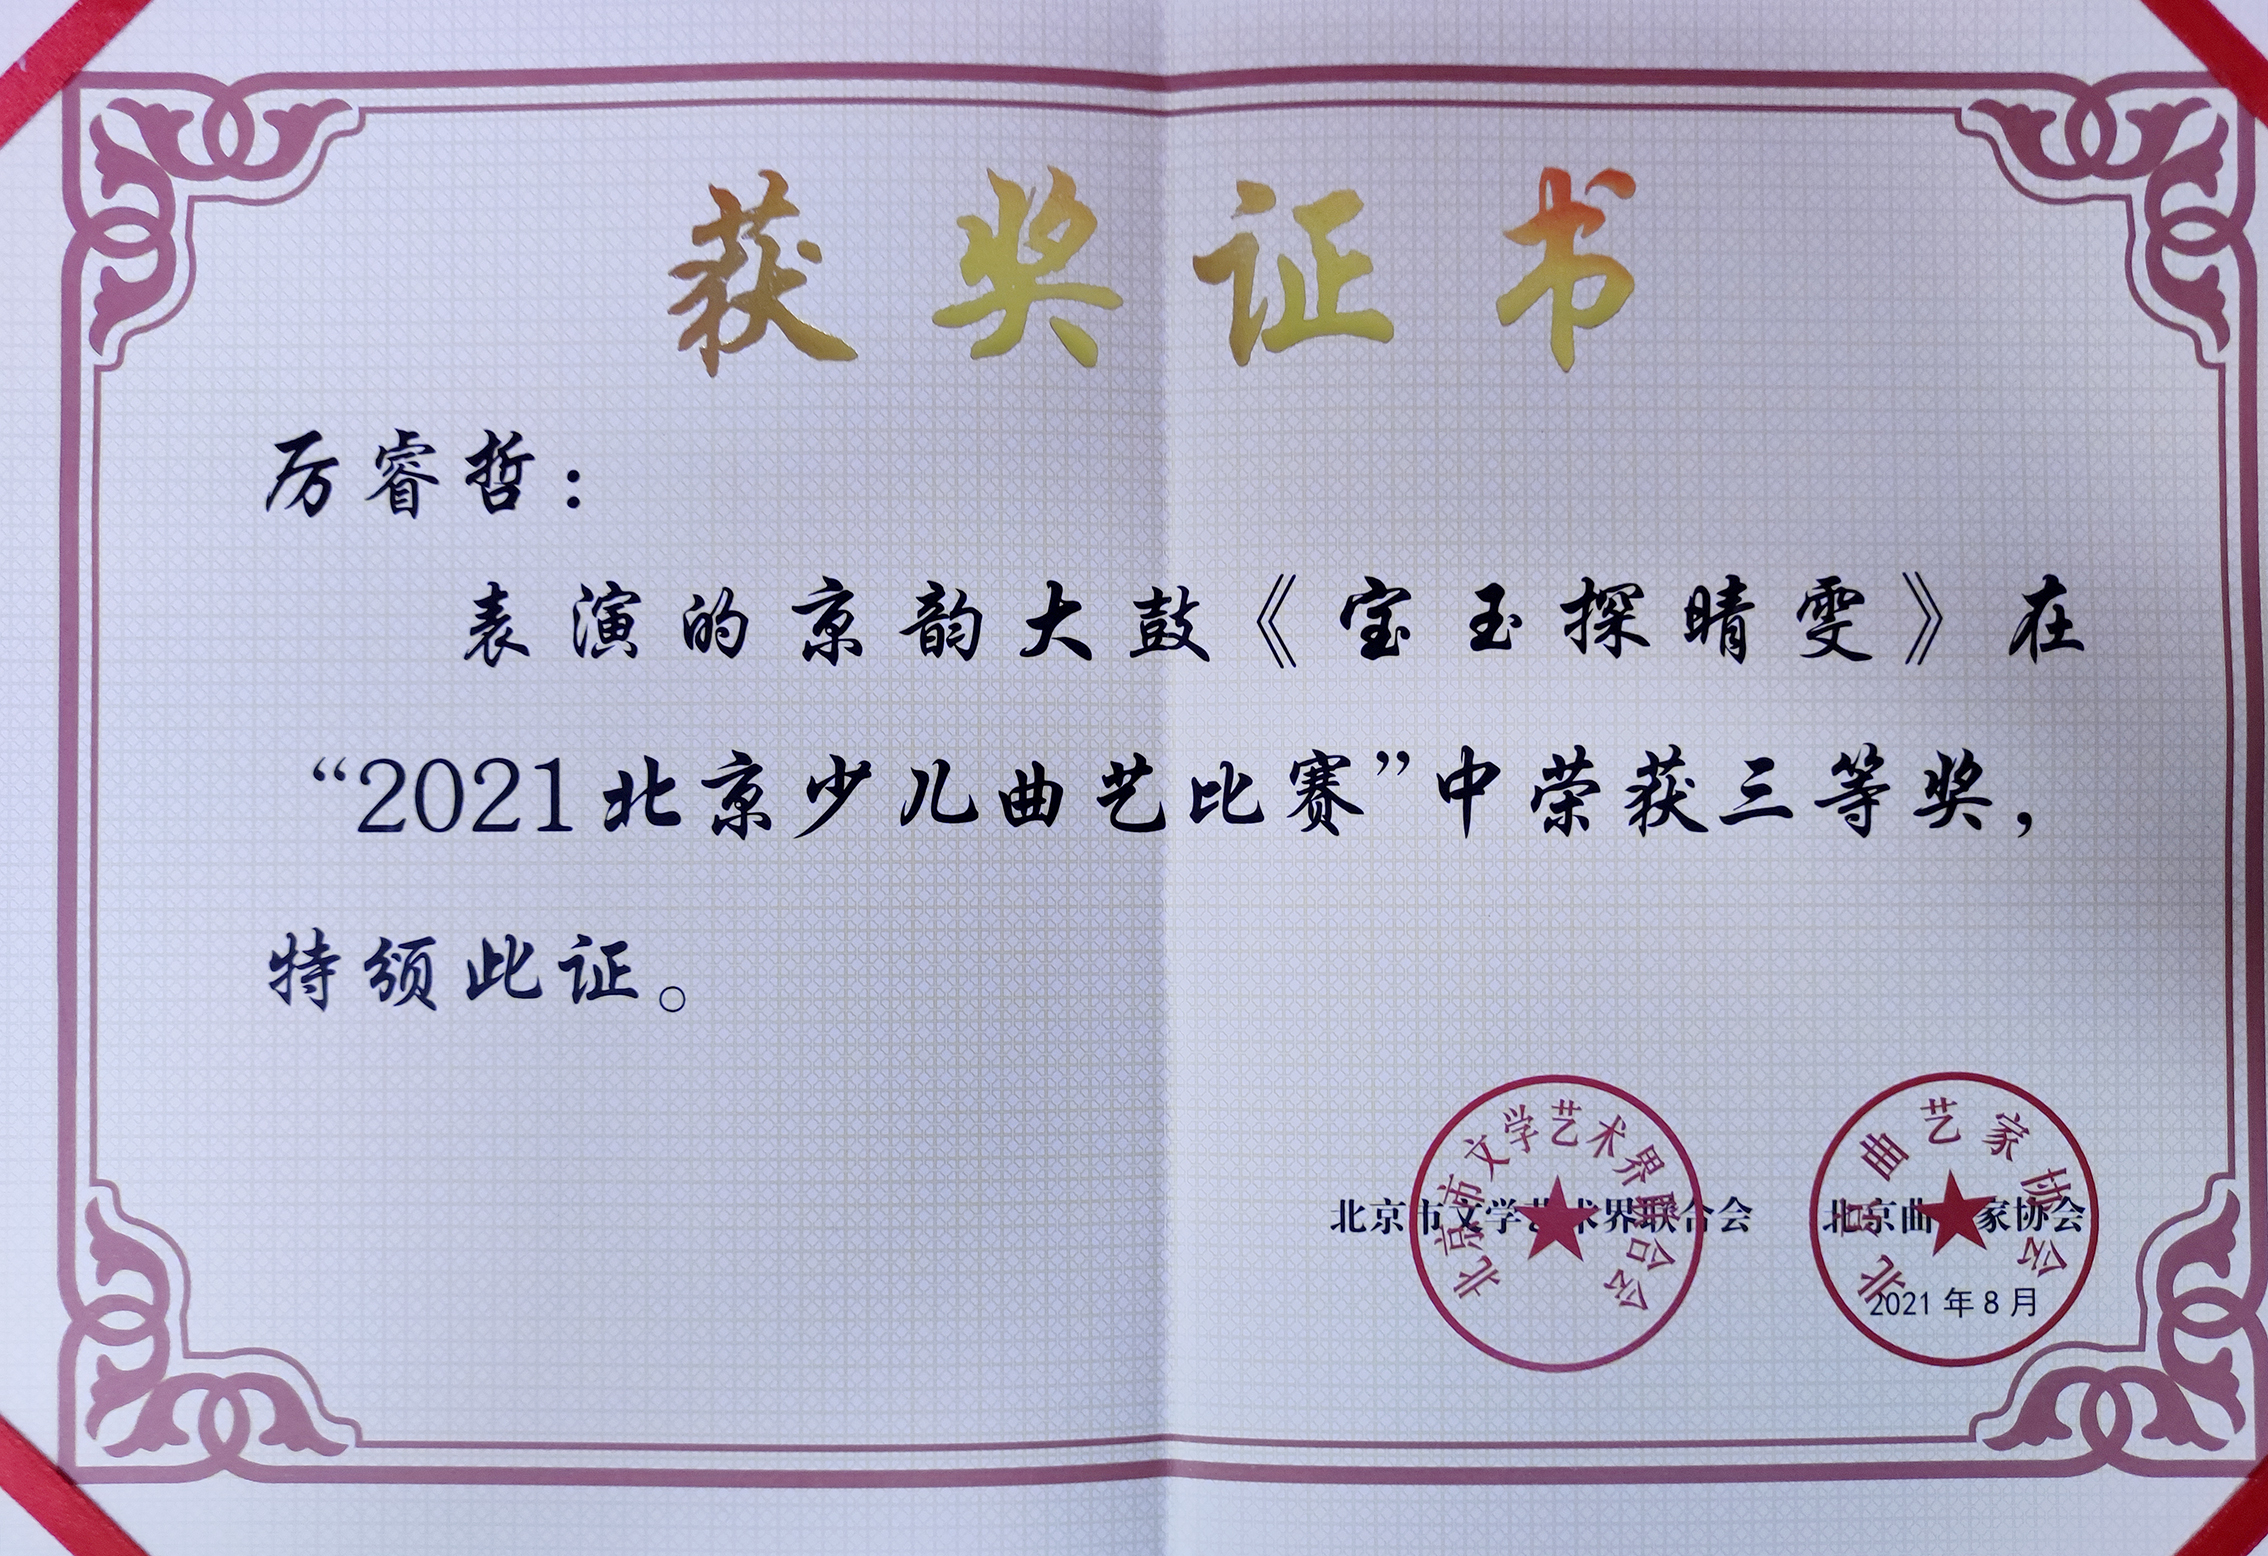 获奖证书
厉睿哲：
表演的京韵大鼓《宝玉探晴雯》在
“2021北京少儿曲艺比赛”中荣获三等奖，
特颁此证。
北京市文学艺术界联合会
北京曲艺家协会
北京市文学艺术界联合会 北京曲艺家协会
2021年8月